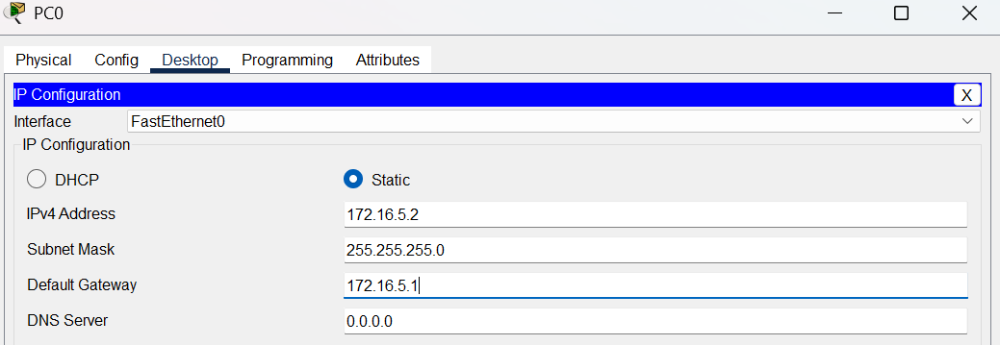 PC0
Physical Config Desktop Programming Attributes
IP Configuration X
Interface FastEthernet0
IP Configuration
DHCP Static
IPv4 Address 172.16.5.2
Subnet Mask 255.255.255.0
Default Gateway 172.16.5.1
DNS Server 0.0.0.0